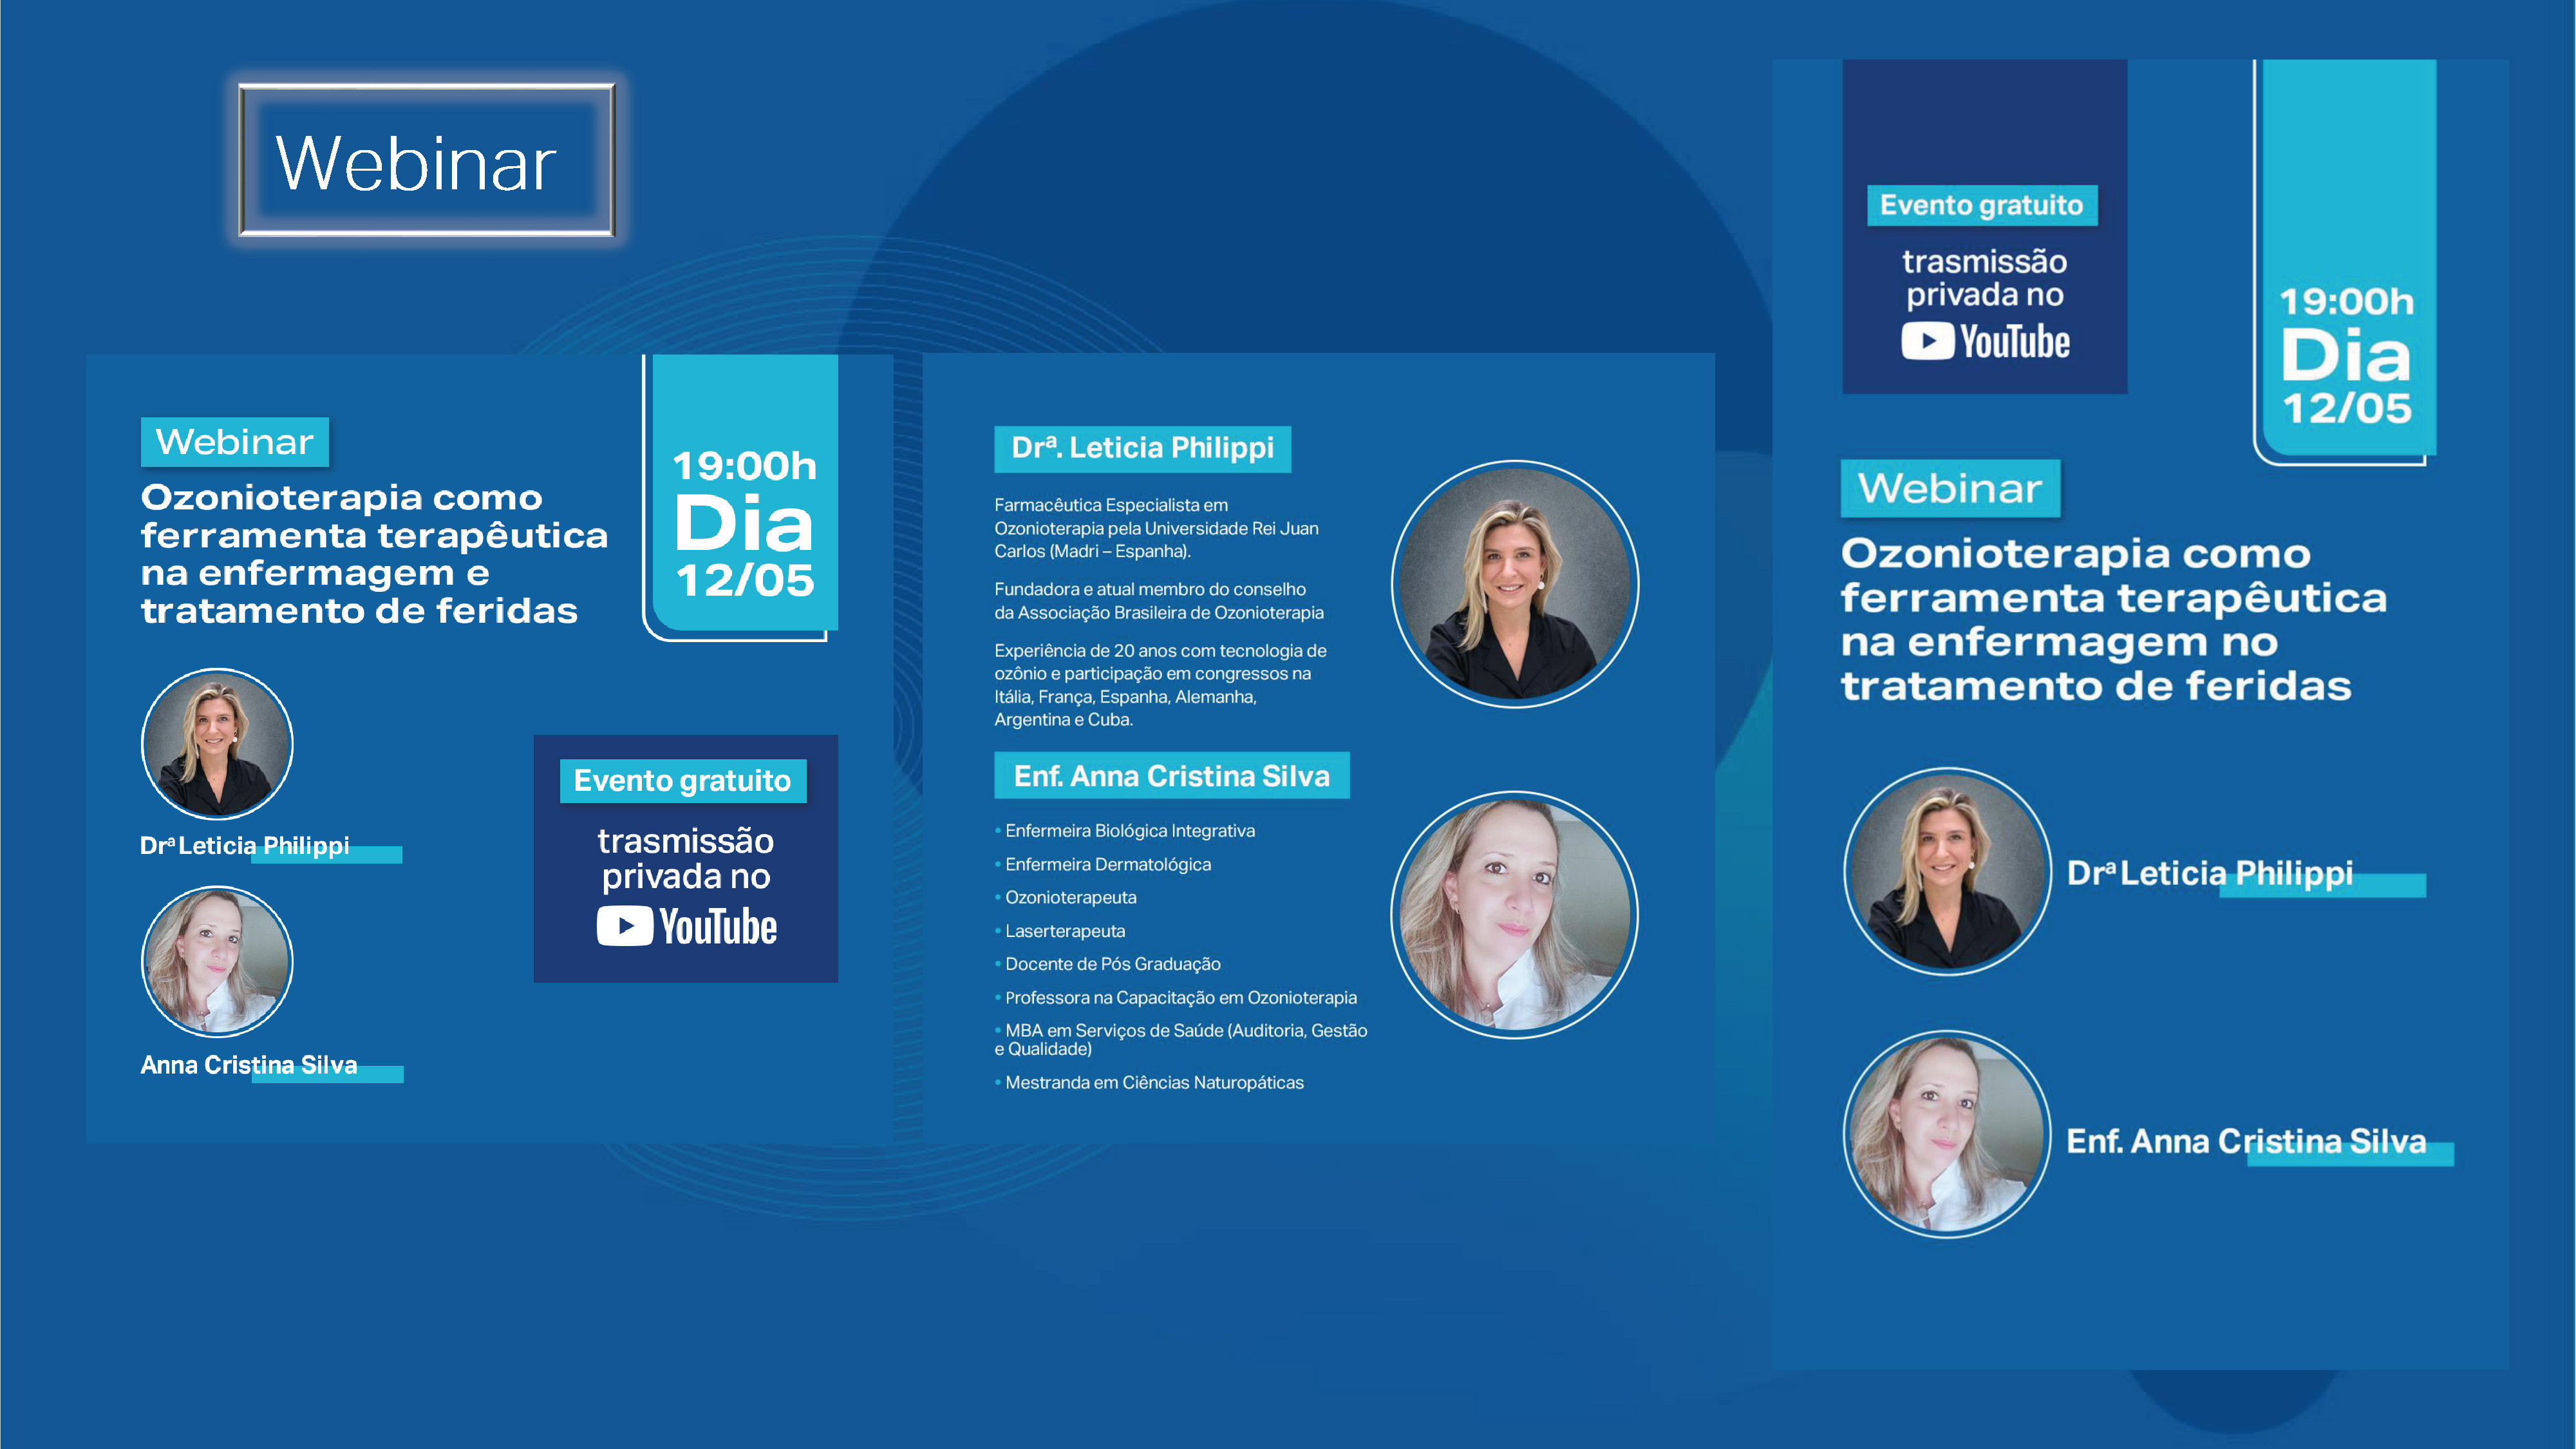 Webinar
Webinar
Ozonioterapia como
ferramenta terapêutica
na enfermagem e
tratamento de feridas
19:00h
Dia
12/05
Drª Leticia Philippi
Anna Cristina Silva
Evento gratuito
trasmissão
privada no
YouTube
Drª. Leticia Philippi
Farmacêutica Especialista em
Ozonioterapia pela Universidade Rei Juan
Carlos (Madri – Espanha).
Fundadora e atual membro do conselho
da Associação Brasileira de Ozonioterapia
Experiência de 20 anos com tecnologia de
ozônio e participação em congressos na
Itália, França, Espanha, Alemanha,
Argentina e Cuba.
Enf. Anna Cristina Silva
• Enfermeira Biológica Integrativa
• Enfermeira Dermatológica
• Ozonioterapeuta
• Laserterapeuta
• Docente de Pós Graduação
• Professora na Capacitação em Ozonioterapia
• MBA em Serviços de Saúde (Auditoria, Gestão
e Qualidade)
• Mestranda em Ciências Naturopáticas
Evento gratuito
trasmissão
privada no
YouTube
19:00h
Dia
12/05
Webinar
Ozonioterapia como
ferramenta terapêutica
na enfermagem no
tratamento de feridas
Drª Leticia Philippi
Enf. Anna Cristina Silva